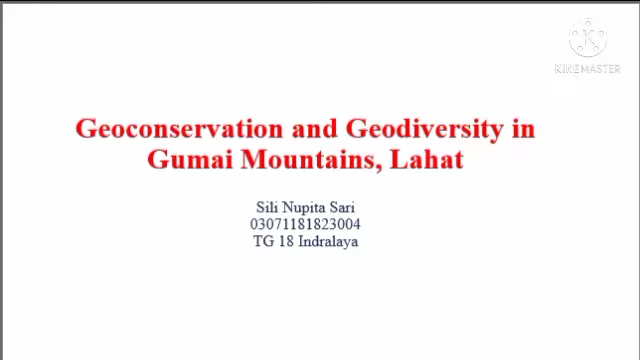 KINEMASTER
Geoconservation and Geodiversity in
Gumai Mountains, Lahat
Sili Nupita Sari
03071181823004
TG 18 Indralaya